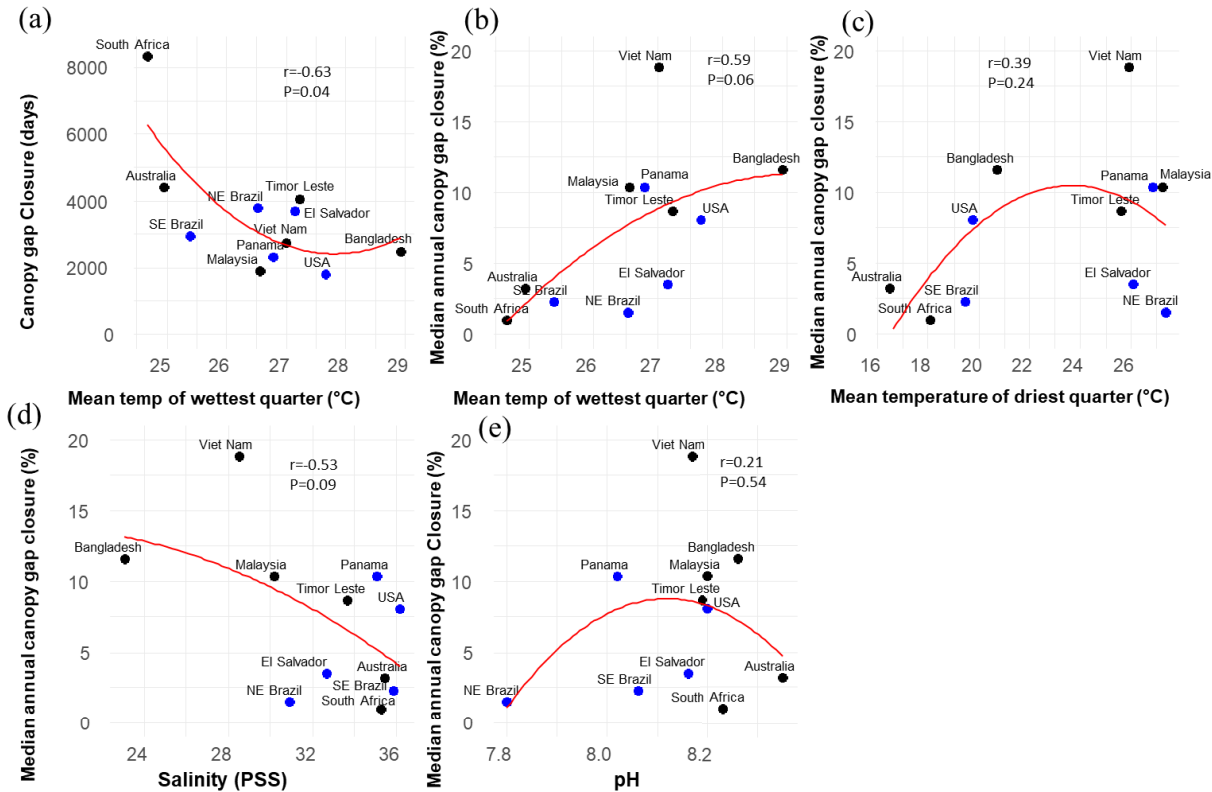 (a)
Canopy gap Closure (days)
8000
6000
4000
2000
0
South Africa
r=-0.63
P=0.04
Australia
NE Brazil
Timor Leste
El Salvador
SE Brazil
Viet Nam
Panama
Bangladesh
Malaysia
USA
25
26
27
28
29
Mean temp of wettest quarter (°C)
(b)
Median annual canopy gap closure (%)
20
15
10
5
0
Viet Nam
r=0.59
P=0.06
Bangladesh
Malaysia
Panama
Timor Leste
USA
Australia
El Salvador
SE Brazil
South Africa
NE Brazil
25
26
27
28
29
Mean temp of wettest quarter (°C)
(c)
Median annual canopy gap closure (%)
20
15
10
5
0
Viet Nam
r=0.39
P=0.24
Bangladesh
Panama
Malaysia
Timor Leste
USA
Australia
El Salvador
SE Brazil
South Africa
NE Brazil
16
18
20
22
24
26
Mean temperature of driest quarter (°C)
(d)
Median annual canopy gap closure (%)
20
15
10
5
0
Viet Nam
r=-0.53
P=0.09
Bangladesh
Malaysia
Panama
Timor Leste
USA
El Salvador
Australia
NE Brazil
SE Brazil
South Africa
24
28
32
36
Salinity (PSS)
(e)
Median annual canopy gap Closure (%)
20
15
10
5
0
Viet Nam
r=0.21
P=0.54
Bangladesh
Panama
Malaysia
Timor Leste
USA
El Salvador
Australia
SE Brazil
NE Brazil
South Africa
7.8
8.0
8.2
pH